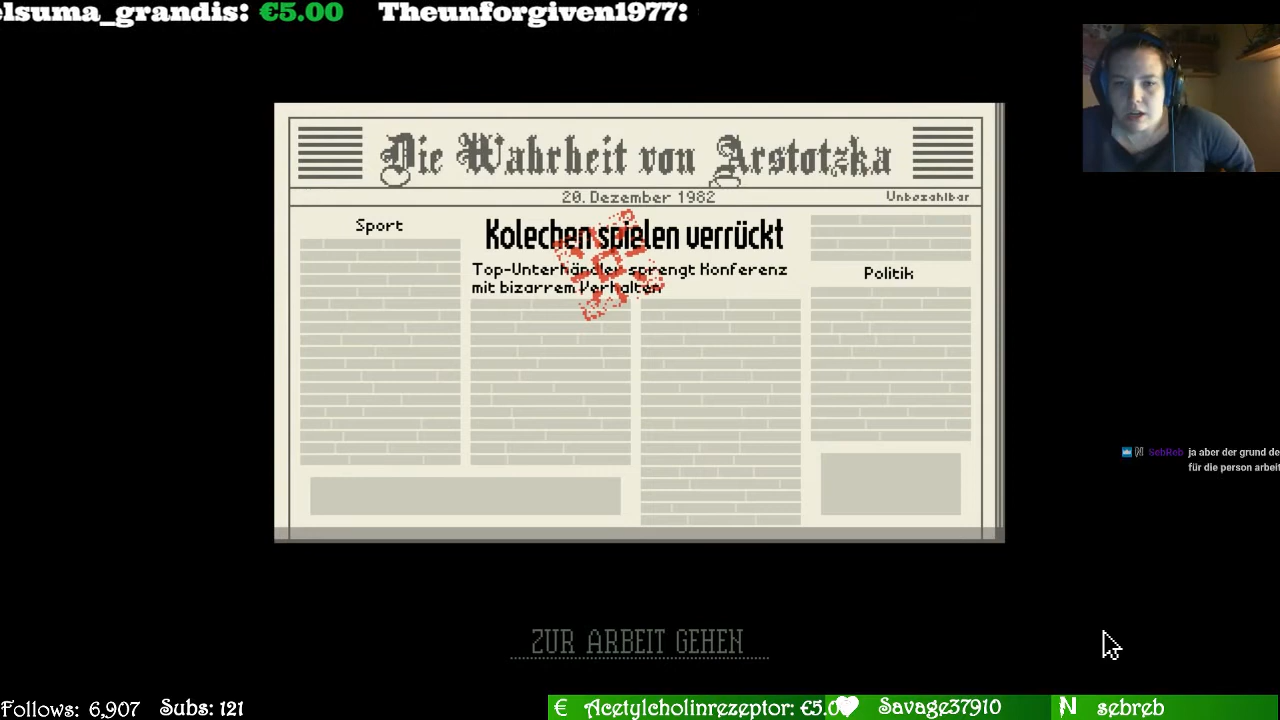 elsuma_grandis: €5.00 Theunforgiven1977:
Die Wahrheit von Arstotzka
20. Dezember 1982
Unbezahlbar
Sport
Kolechen spielen verrückt
Top-Unterhändler sprengt Konferenz
mit bizarrem Verhalten
Politik
SebReb ja aber der grund de
für die person arbeit
ZUR ARBEIT GEHEN
Follows: 6,907 Subs: 121
€ Acetylcholinrezeptor: €5.0 Savage37910 N sebreb